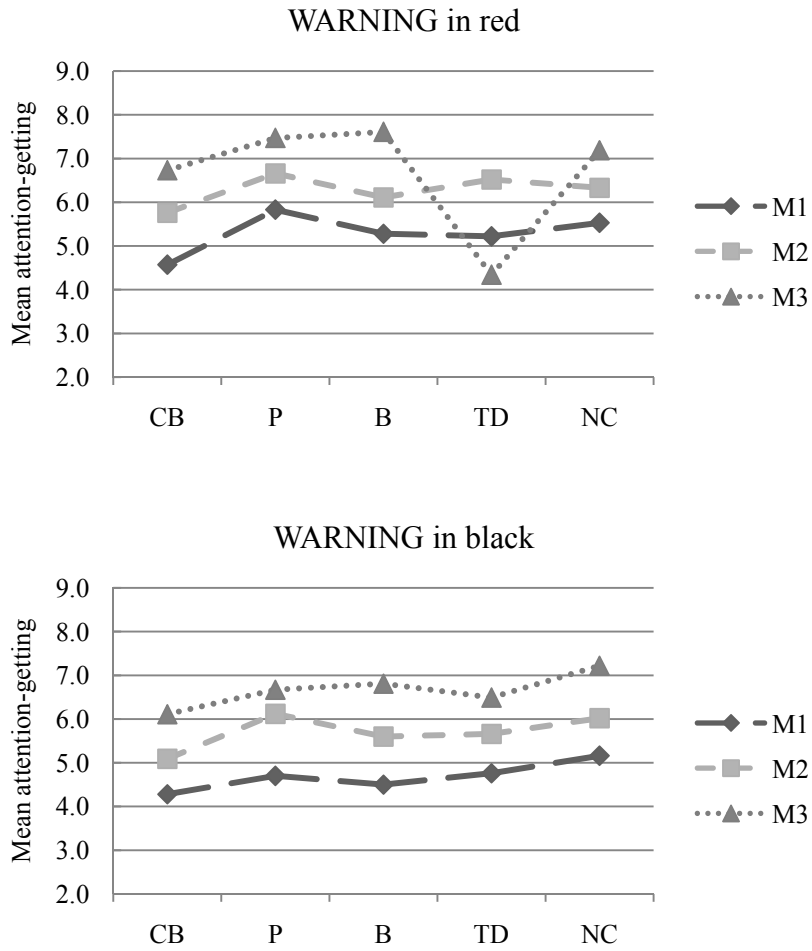 WARNING in red
Mean attention-getting
9.0
8.0
7.0
6.0
5.0
4.0
3.0
2.0
CB P B TD NC
M1
M2
M3
WARNING in black
Mean attention-getting
9.0
8.0
7.0
6.0
5.0
4.0
3.0
2.0
CB P B TD NC
M1
M2
M3